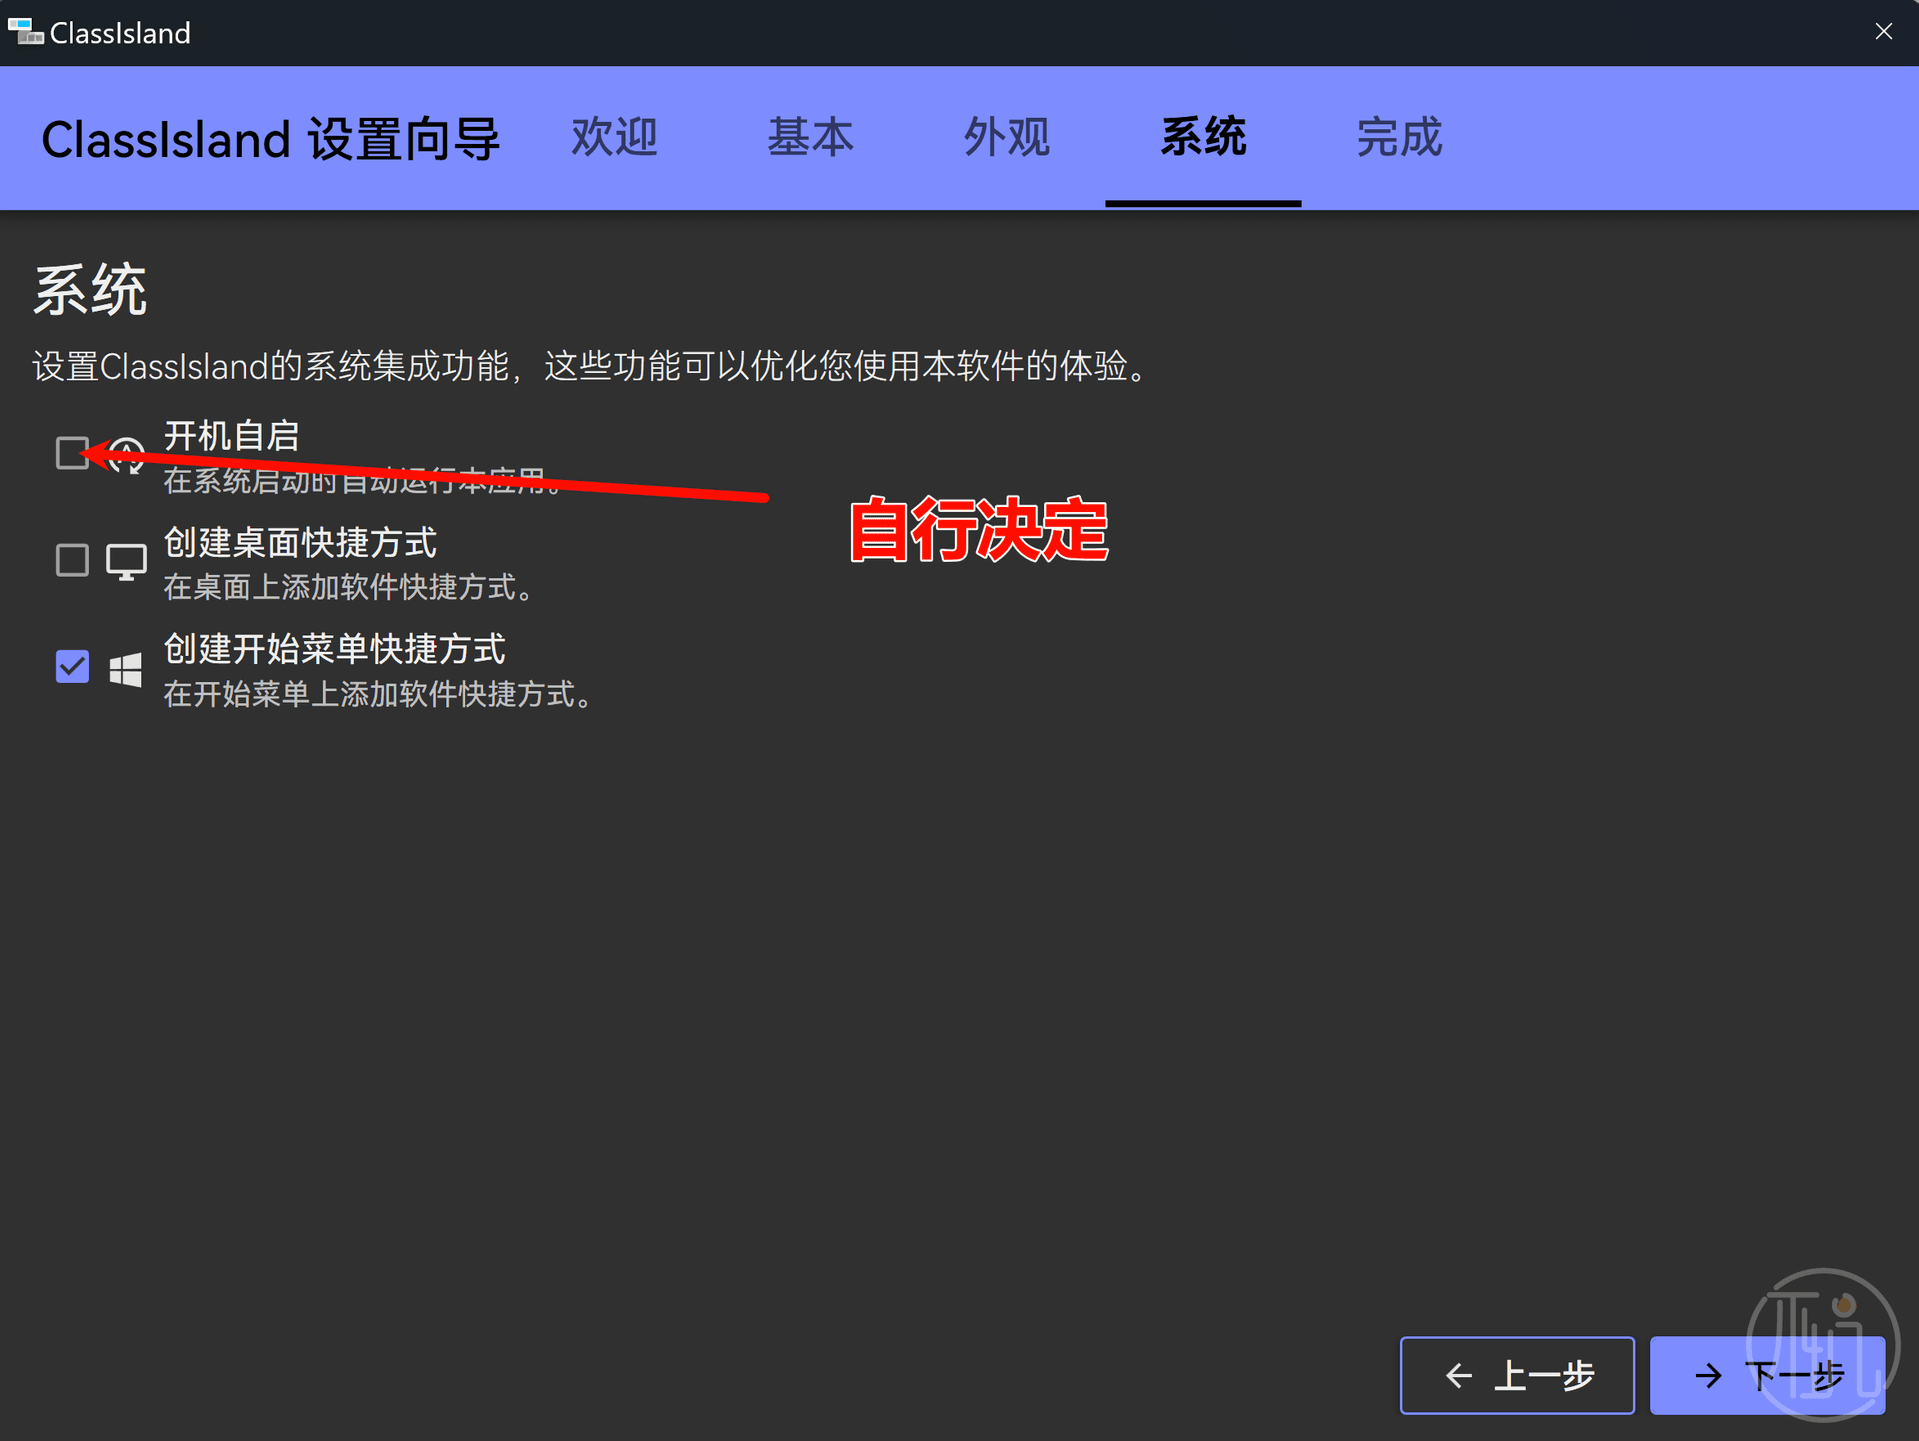 ClassIsland
ClassIsland 设置向导 欢迎 基本 外观 系统 完成
系统
设置ClassIsland的系统集成功能，这些功能可以优化您使用本软件的体验。
开机自启
在系统启动时自动运行本应用。
自行决定
创建桌面快捷方式
在桌面上添加软件快捷方式。
创建开始菜单快捷方式
在开始菜单上添加软件快捷方式。
上一步 下一步